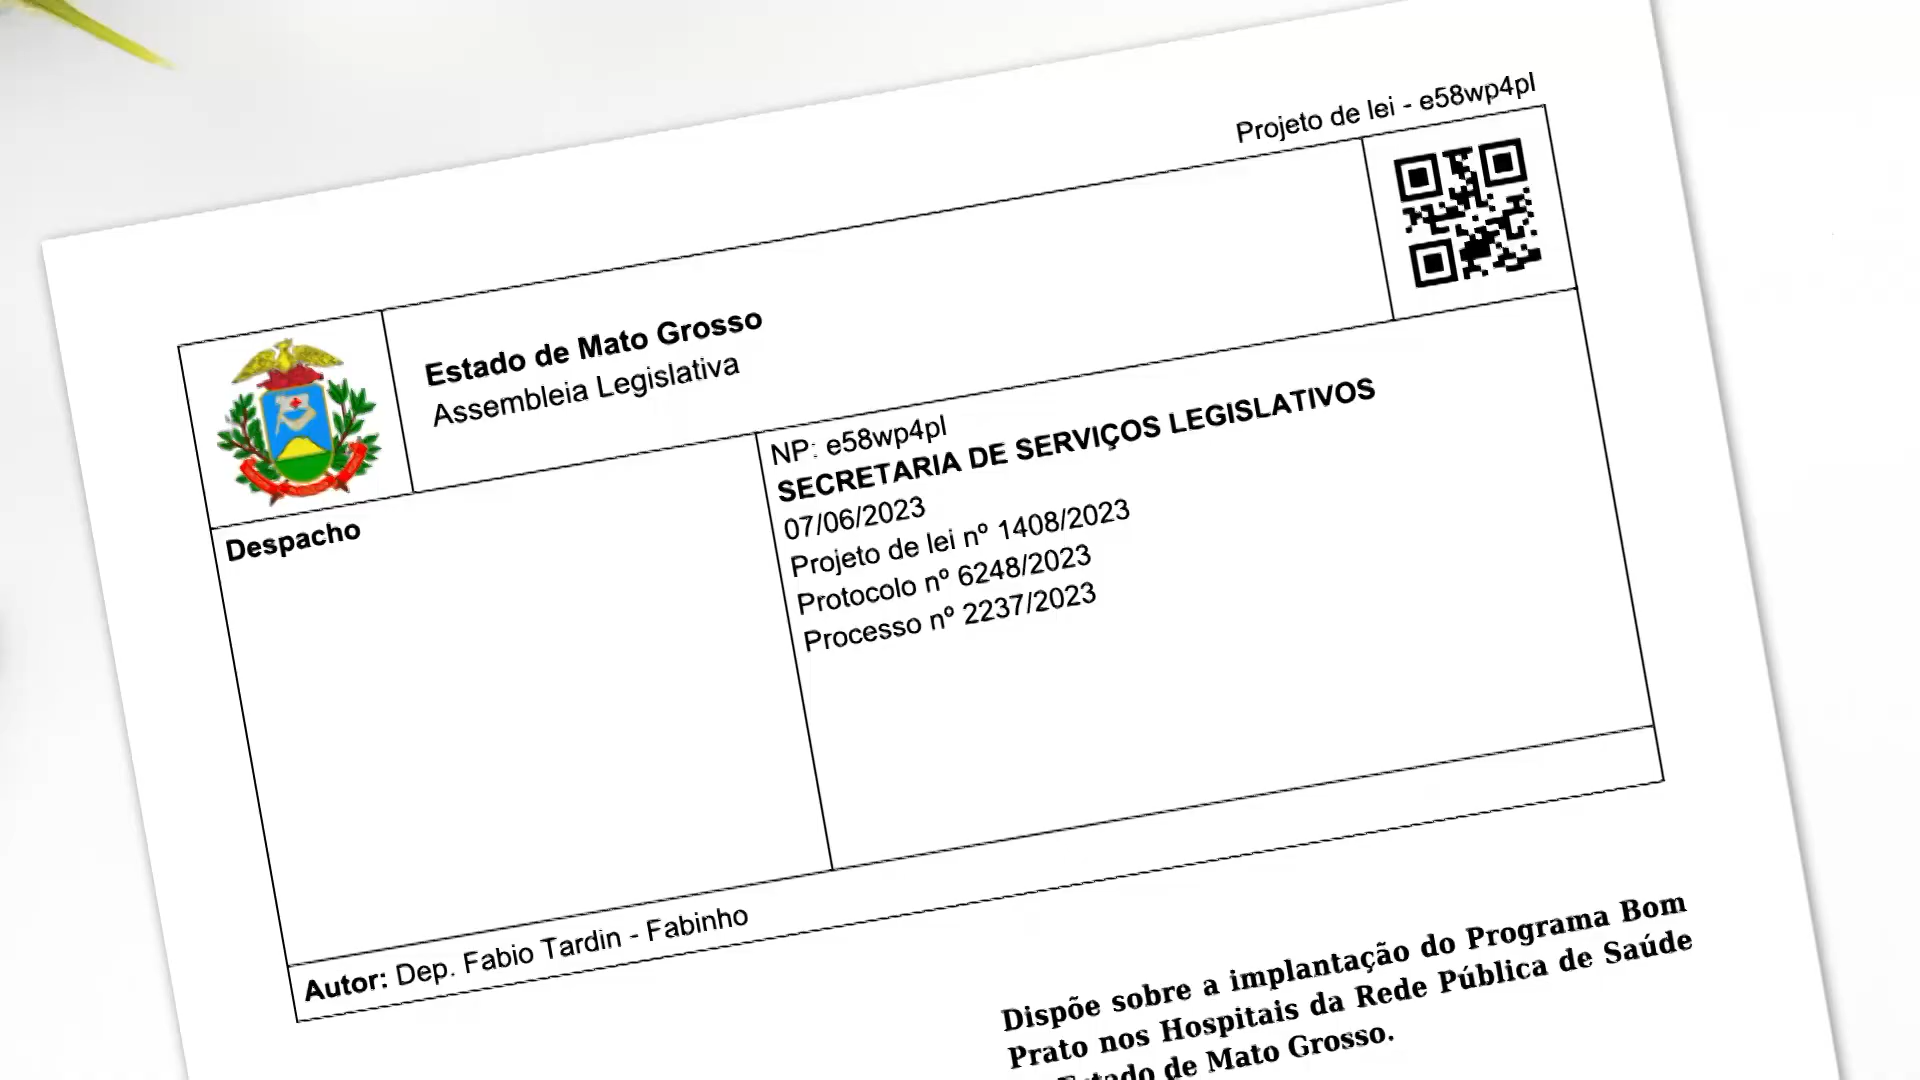 Projeto de lei - e58wp4pl
Estado de Mato Grosso
Assembleia Legislativa
NP: e58wp4pl
SECRETARIA DE SERVIÇOS LEGISLATIVOS
07/06/2023
Projeto de lei nº 1408/2023
Protocolo nº 6248/2023
Processo nº 2237/2023
Despacho
Autor: Dep. Fabio Tardin - Fabinho
Dispõe sobre a implantação do Programa Bom
Prato nos Hospitais da Rede Pública de Saúde
Estado de Mato Grosso.